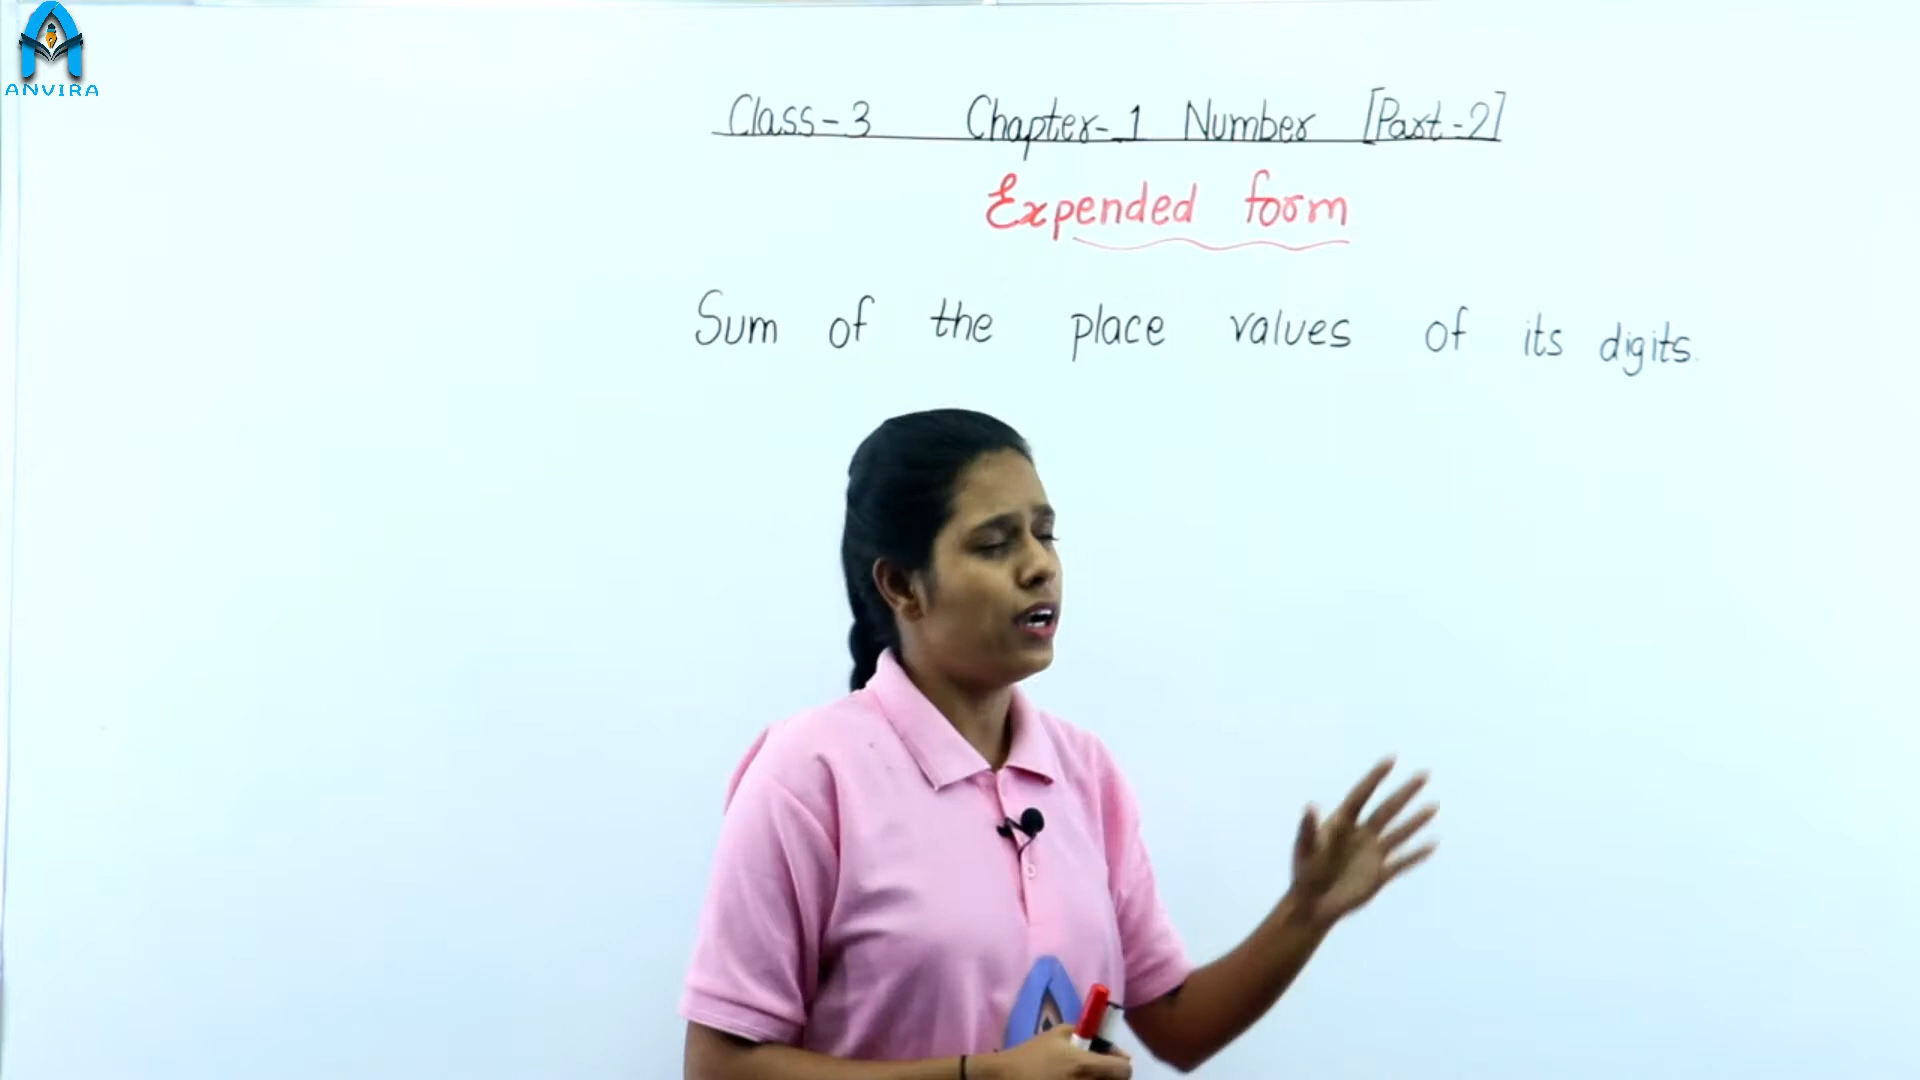 ANVIRA
Class-3 Chapter-1 Number [Part-2]
Expended form
Sum of the place values of its digits.